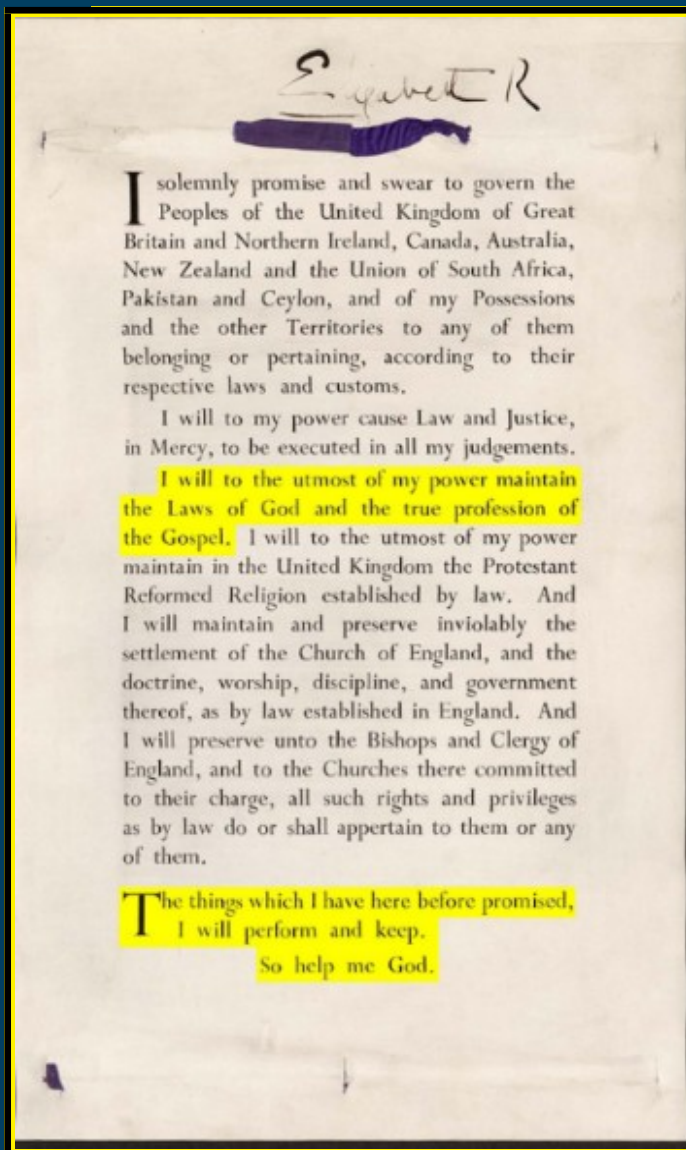 Elizabeth R
I solemnly promise and swear to govern the
Peoples of the United Kingdom of Great
Britain and Northern Ireland, Canada, Australia,
New Zealand and the Union of South Africa,
Pakistan and Ceylon, and of my Possessions
and the other Territories to any of them
belonging or pertaining, according to their
respective laws and customs.
I will to my power cause Law and Justice,
in Mercy, to be executed in all my judgements.
I will to the utmost of my power maintain
the Laws of God and the true profession of
the Gospel. I will to the utmost of my power
maintain in the United Kingdom the Protestant
Reformed Religion established by law. And
I will maintain and preserve inviolably the
settlement of the Church of England, and the
doctrine, worship, discipline, and government
thereof, as by law established in England. And
I will preserve unto the Bishops and Clergy of
England, and to the Churches there committed
to their charge, all such rights and privileges
as by law do or shall appertain to them or any
of them.
The things which I have here before promised,
I will perform and keep.
So help me God.